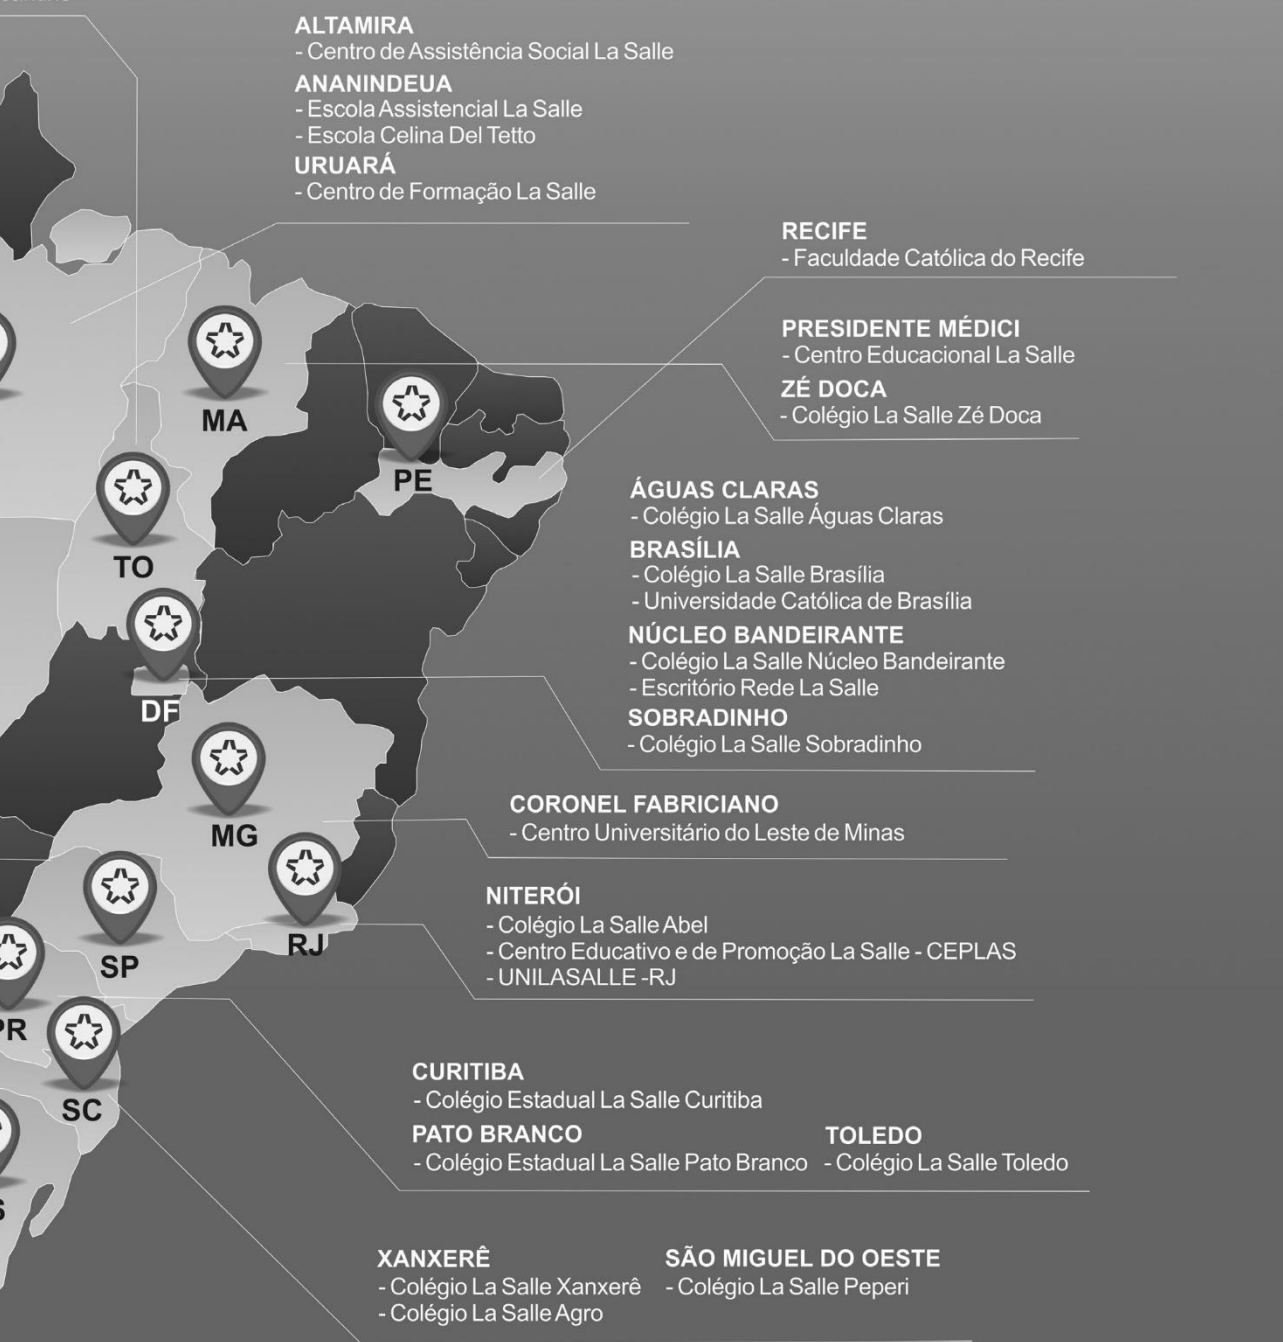 ALTAMIRA
- Centro de Assistência Social La Salle
ANANINDEUA
- Escola Assistencial La Salle
- Escola Celina Del Tetto
URUARÁ
- Centro de Formação La Salle
RECIFE
- Faculdade Católica do Recife
PRESIDENTE MÉDICI
- Centro Educacional La Salle
ZÉ DOCA
- Colégio La Salle Zé Doca
MA
PE
ÁGUAS CLARAS
- Colégio La Salle Águas Claras
BRASÍLIA
- Colégio La Salle Brasília
- Universidade Católica de Brasília
NÚCLEO BANDEIRANTE
- Colégio La Salle Núcleo Bandeirante
- Escritório Rede La Salle
SOBRADINHO
- Colégio La Salle Sobradinho
TO
DF
CORONEL FABRICIANO
- Centro Universitário do Leste de Minas
MG
NITERÓI
- Colégio La Salle Abel
- Centro Educativo e de Promoção La Salle - CEPLAS
- UNILASALLE -RJ
RJ
SP
PR
SC
CURITIBA
- Colégio Estadual La Salle Curitiba
PATO BRANCO
- Colégio Estadual La Salle Pato Branco
TOLEDO
- Colégio La Salle Toledo
S
XANXERÊ
- Colégio La Salle Xanxerê
- Colégio La Salle Agro
SÃO MIGUEL DO OESTE
- Colégio La Salle Peperi